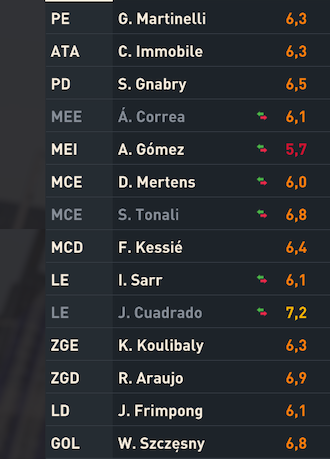 PE G. Martinelli 6,3
ATA C. Immobile 6,3
PD S. Gnabry 6,5
MEE Á. Correa 6,1
MEI A. Gómez 5,7
MCE D. Mertens 6,0
MCE S. Tonali 6,8
MCD F. Kessié 6,4
LE I. Sarr 6,1
LE J. Cuadrado 7,2
ZGE K. Koulibaly 6,3
ZGD R. Araujo 6,9
LD J. Frimpong 6,1
GOL W. Szczęsny 6,8